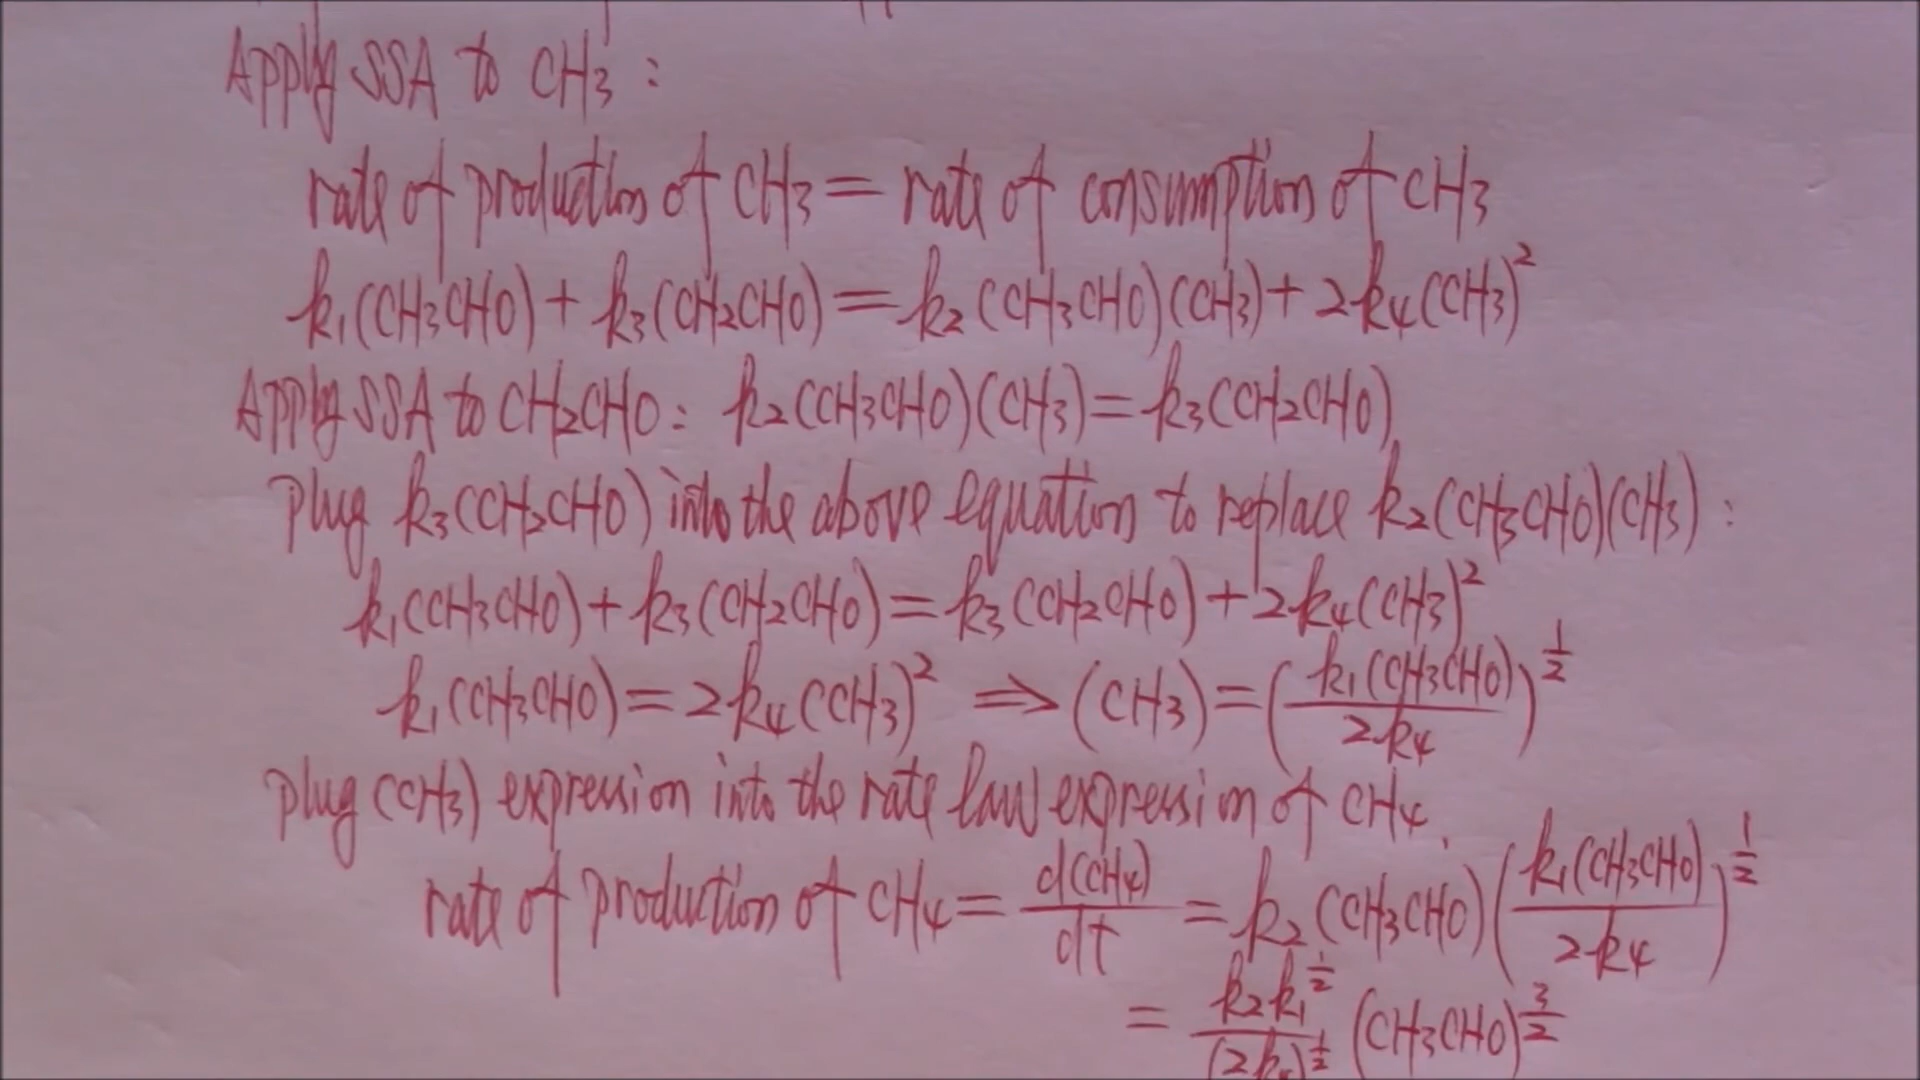 Apply SSA to CH3 :
rate of production of CH3 = rate of consumption of CH3
k₁(CH3CHO) + k₃(CH2CHO) = k₂(CH3CHO)(CH3) + 2k₄(CH3)²
Apply SSA to CH2CHO: k₂(CH3CHO)(CH3) = k₃(CH2CHO)
plug k₃(CH2CHO) into the above equation to replace k₂(CH3CHO)(CH3) :
k₁(CH3CHO) + k₃(CH2CHO) = k₃(CH2CHO) + 2k₄(CH3)²
k₁(CH3CHO) = 2k₄(CH3)² ⇒ (CH3) = (k₁(CH3CHO)/2k₄)^1/2
plug (CH3) expression into the rate law expression of CH4.
rate of production of CH4 = d(CH4)/dt = k₂(CH3CHO)(k₁(CH3CHO)/2k₄)^1/2
= k₂k₁^1/2/(2k₄)^1/2 (CH3CHO)^3/2